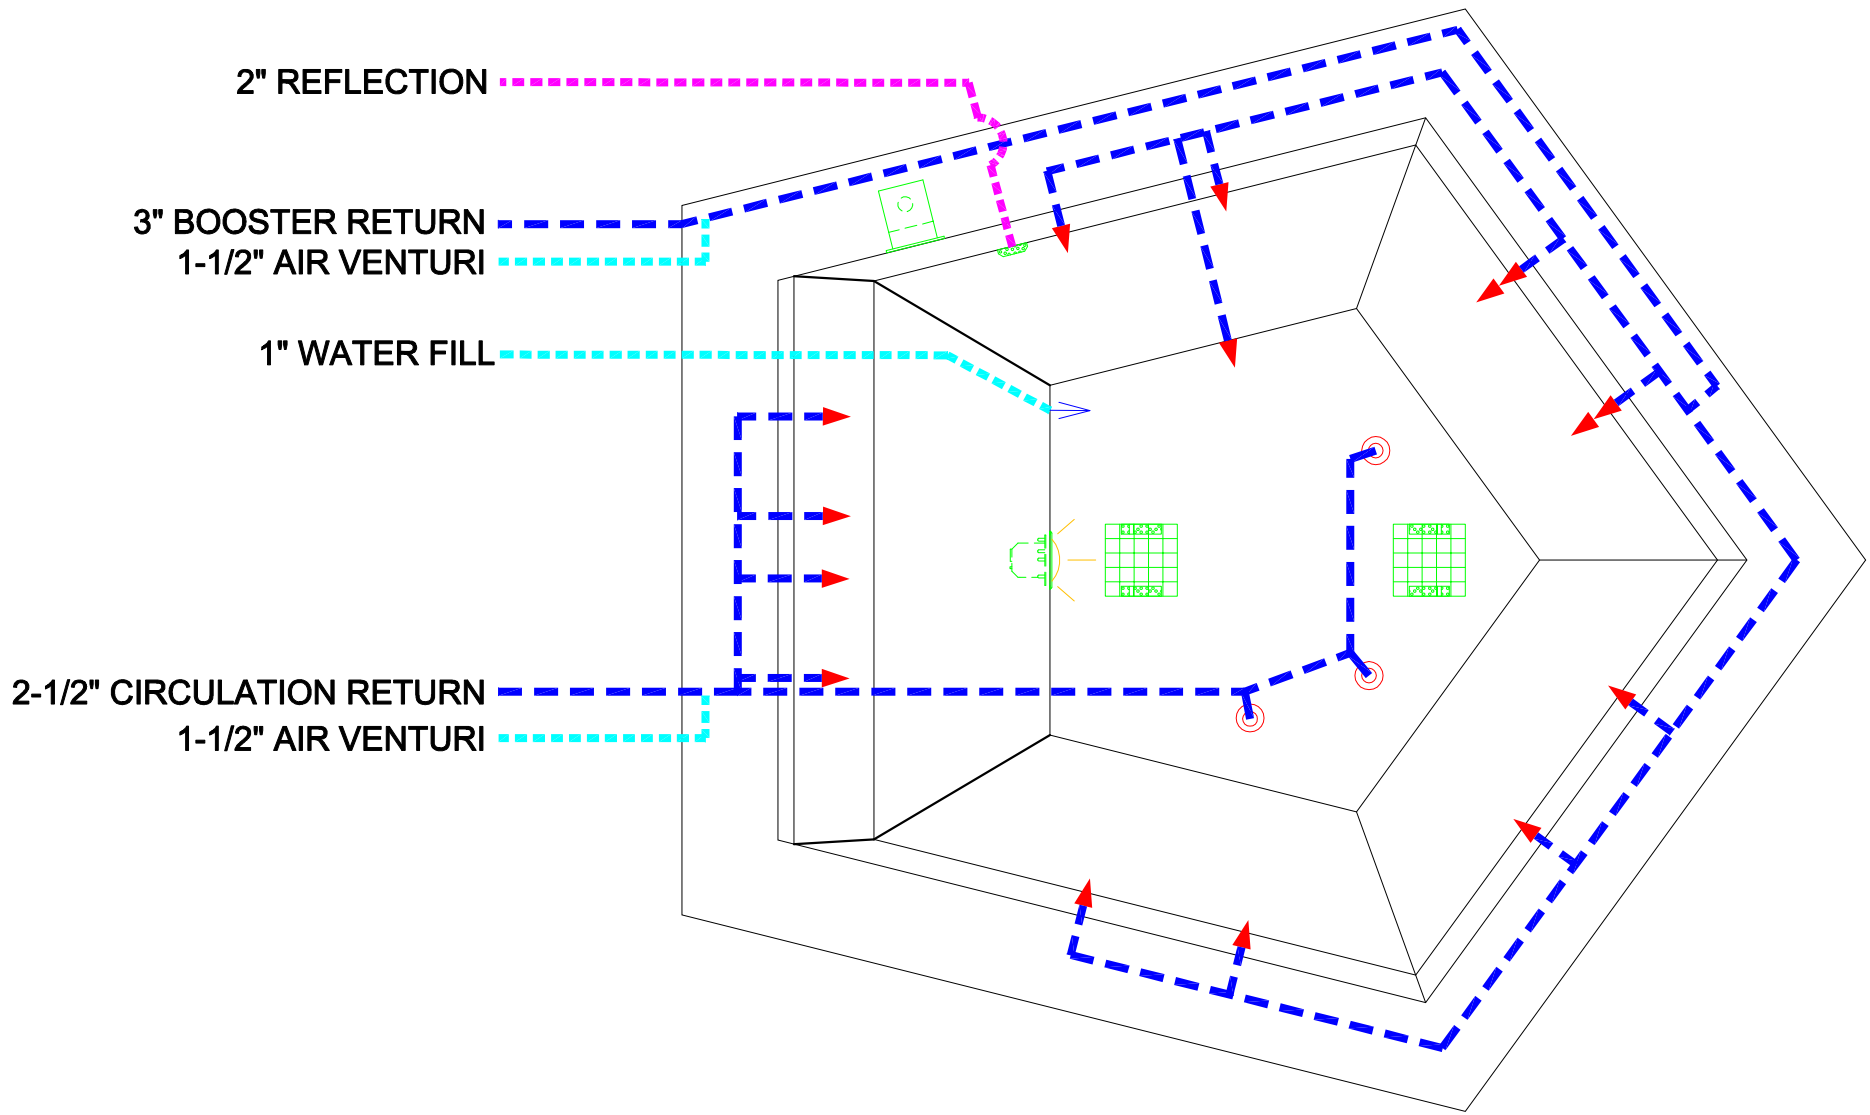 2" REFLECTION
3" BOOSTER RETURN
1-1/2" AIR VENTURI
1" WATER FILL
2-1/2" CIRCULATION RETURN
1-1/2" AIR VENTURI